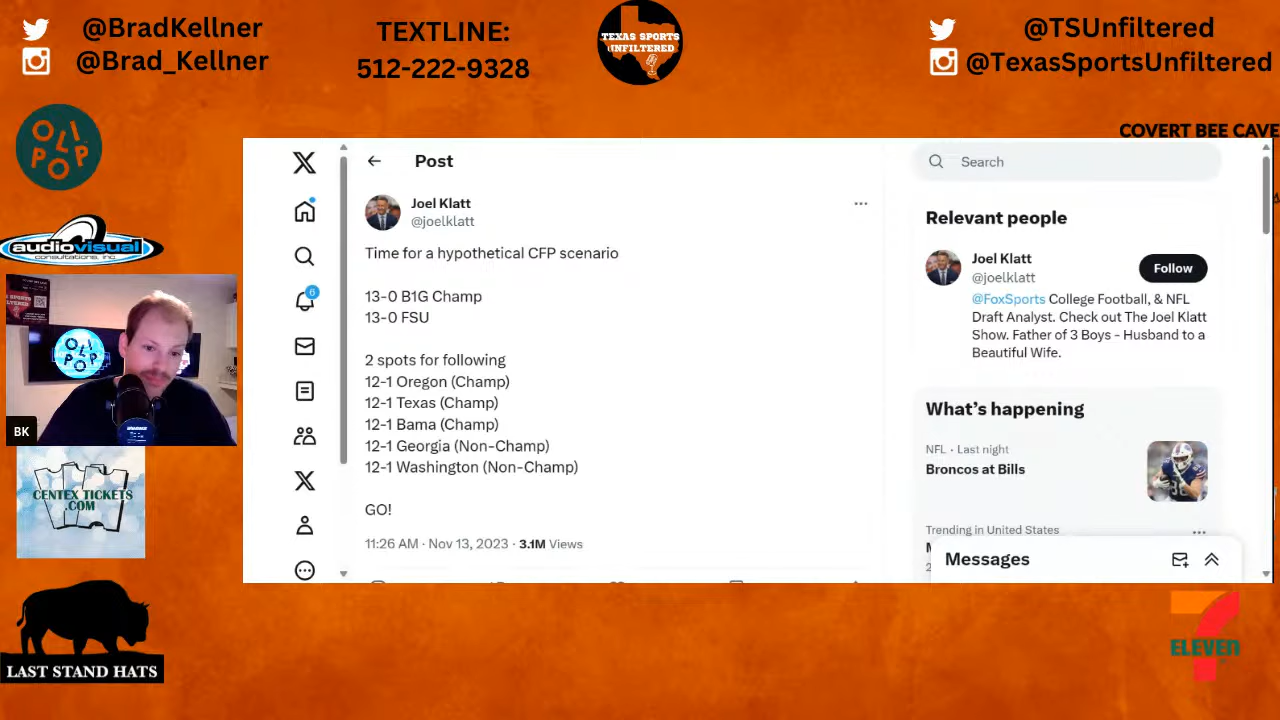 @BradKellner
@Brad_Kellner
TEXTLINE:
512-222-9328
TEXAS SPORTS
UNFILTERED
@TSUnfiltered
@TexasSportsUnfiltered
COVERT BEE CAVE
OLIPOP
audiovisual
consultations, inc
OLIPOP
BK
CENTEX TICKETS
.COM
LAST STAND HATS
Post
Joel Klatt
@joelklatt
Time for a hypothetical CFP scenario
13-0 B1G Champ
13-0 FSU
2 spots for following
12-1 Oregon (Champ)
12-1 Texas (Champ)
12-1 Bama (Champ)
12-1 Georgia (Non-Champ)
12-1 Washington (Non-Champ)
GO!
11:26 AM · Nov 13, 2023 · 3.1M Views
6
Search
Relevant people
Joel Klatt
@joelklatt
Follow
@FoxSports College Football, & NFL
Draft Analyst. Check out The Joel Klatt
Show. Father of 3 Boys - Husband to a
Beautiful Wife.
What's happening
NFL · Last night
Broncos at Bills
Trending in United States
Messages
7
ELEVEN